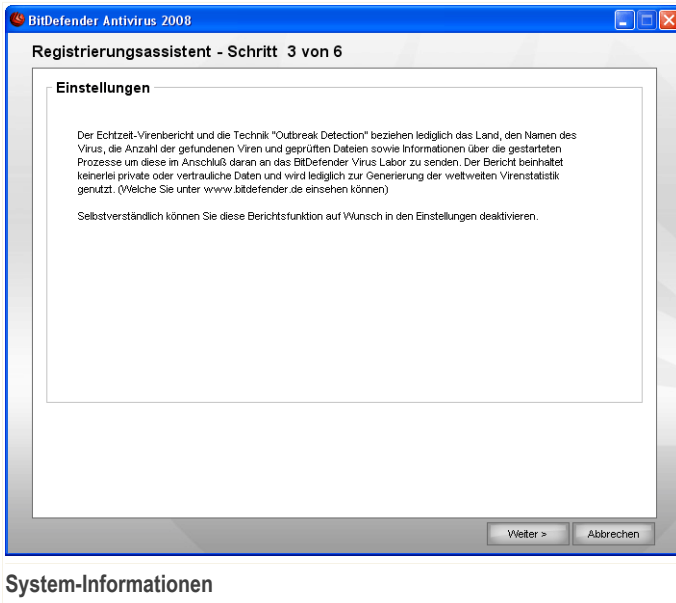 BitDefender Antivirus 2008
Registrierungsassistent - Schritt 3 von 6
Einstellungen
Der Echtzeit-Virenbericht und die Technik "Outbreak Detection" beziehen lediglich das Land, den Namen des
Virus, die Anzahl der gefundenen Viren und geprüften Dateien sowie Informationen über die gestarteten
Prozesse um diese im Anschluß daran an das BitDefender Virus Labor zu senden. Der Bericht beinhaltet
keinerlei private oder vertrauliche Daten und wird lediglich zur Generierung der weltweiten Virenstatistik
genutzt. (Welche Sie unter www.bitdefender.de einsehen können)
Selbstverständlich können Sie diese Berichtsfunktion auf Wunsch in den Einstellungen deaktivieren.
Weiter >
Abbrechen
System-Informationen